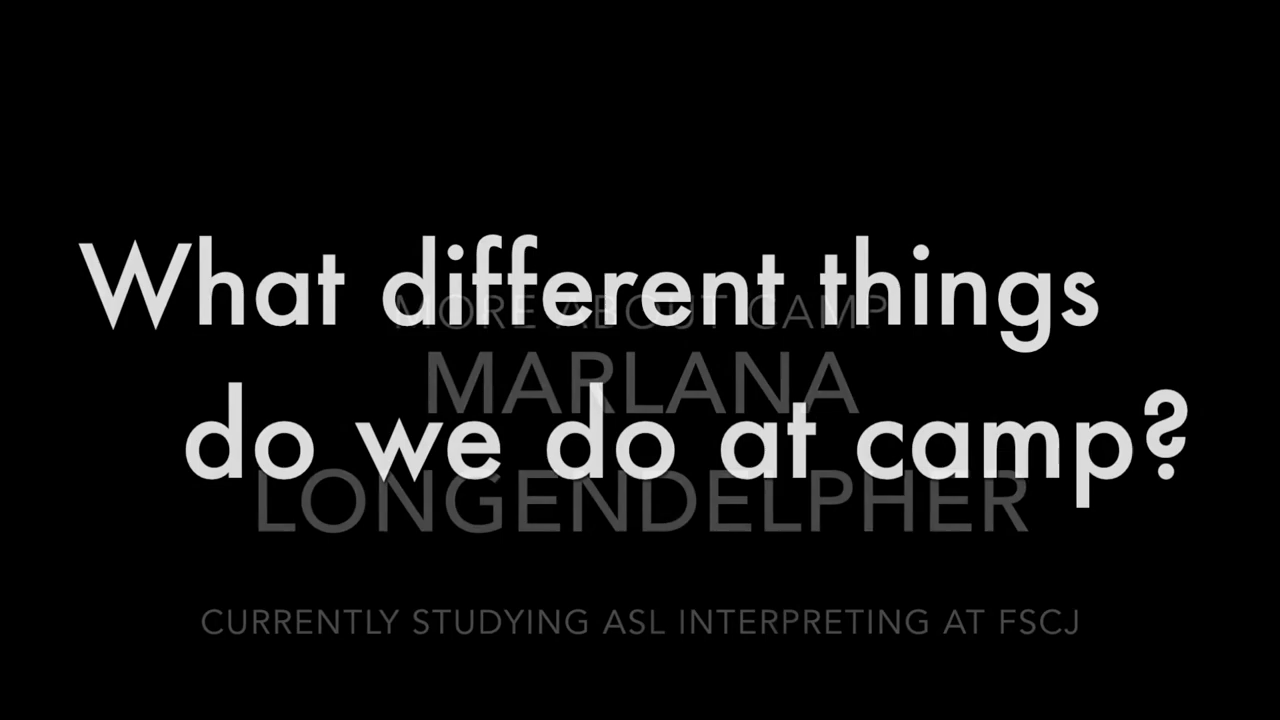 What different things
MORE ABOUT CAMP
MARLANA
do we do at camp?
LONGENDELPHER
CURRENTLY STUDYING ASL INTERPRETING AT FSCJ